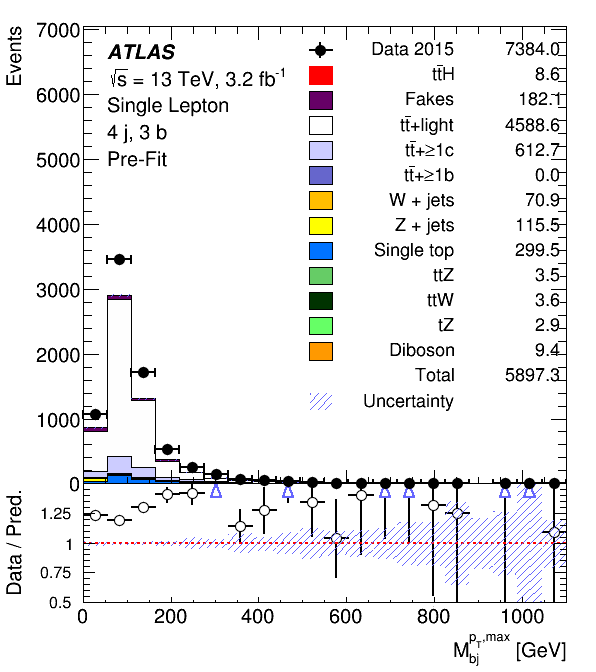 7000
6000
5000
4000
3000
2000
1000
0
Events
ATLAS
√s = 13 TeV, 3.2 fb-1
Single Lepton
4 j, 3 b
Pre-Fit
Data 2015 7384.0
tt̄H 8.6
Fakes 182.1
tt̄+light 4588.6
tt̄+≥1c 612.7
tt̄+≥1b 0.0
W + jets 70.9
Z + jets 115.5
Single top 299.5
ttZ 3.5
ttW 3.6
tZ 2.9
Diboson 9.4
Total 5897.3
Uncertainty
Data / Pred.
1.25
1
0.75
0.5
0 200 400 600 800 1000
M_bj^{p_T,max} [GeV]